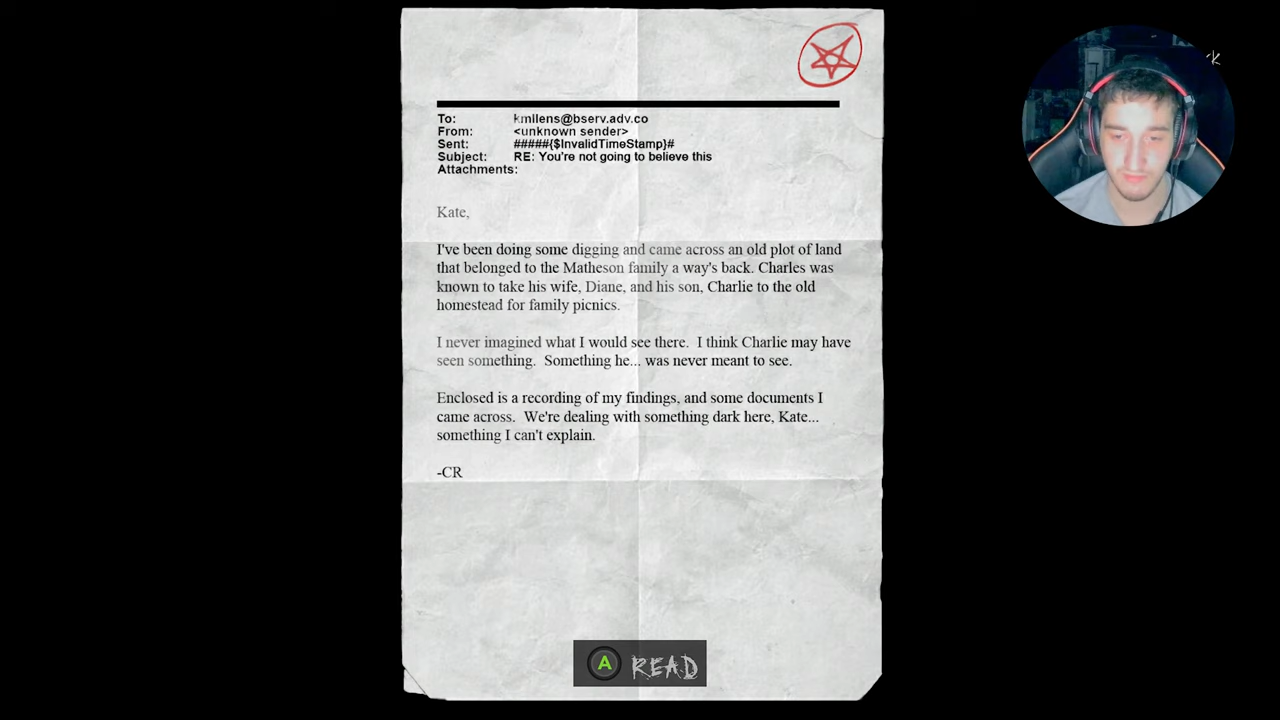 To: kmilens@bserv.adv.co
From: <unknown sender>
Sent: #####{$InvalidTimeStamp}#
Subject: RE: You're not going to believe this
Attachments:
Kate,
I've been doing some digging and came across an old plot of land
that belonged to the Matheson family a way's back. Charles was
known to take his wife, Diane, and his son, Charlie to the old
homestead for family picnics.
I never imagined what I would see there. I think Charlie may have
seen something. Something he... was never meant to see.
Enclosed is a recording of my findings, and some documents I
came across. We're dealing with something dark here, Kate...
something I can't explain.
-CR
A READ